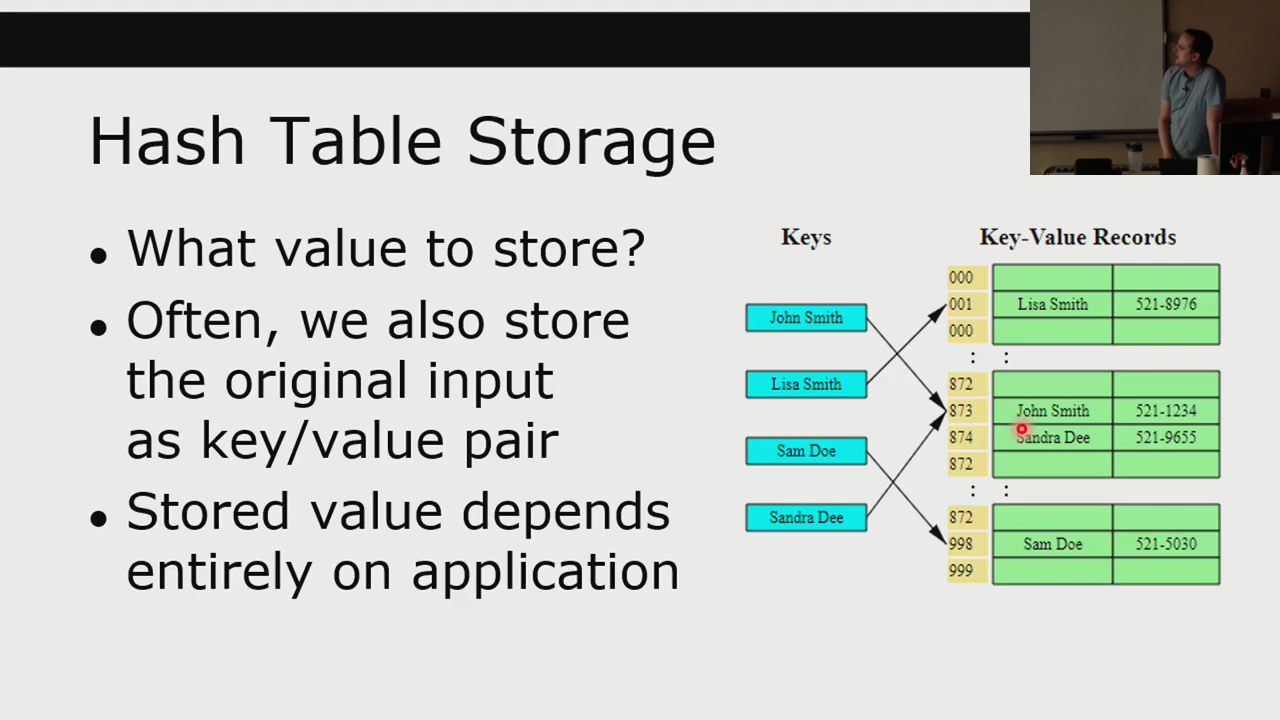 Hash Table Storage
• What value to store?
• Often, we also store
the original input
as key/value pair
• Stored value depends
entirely on application
Keys
John Smith
Lisa Smith
Sam Doe
Sandra Dee
Key-Value Records
000
001 Lisa Smith 521-8976
000
: :
872
873 John Smith 521-1234
874 Sandra Dee 521-9655
872
: :
872
998 Sam Doe 521-5030
999